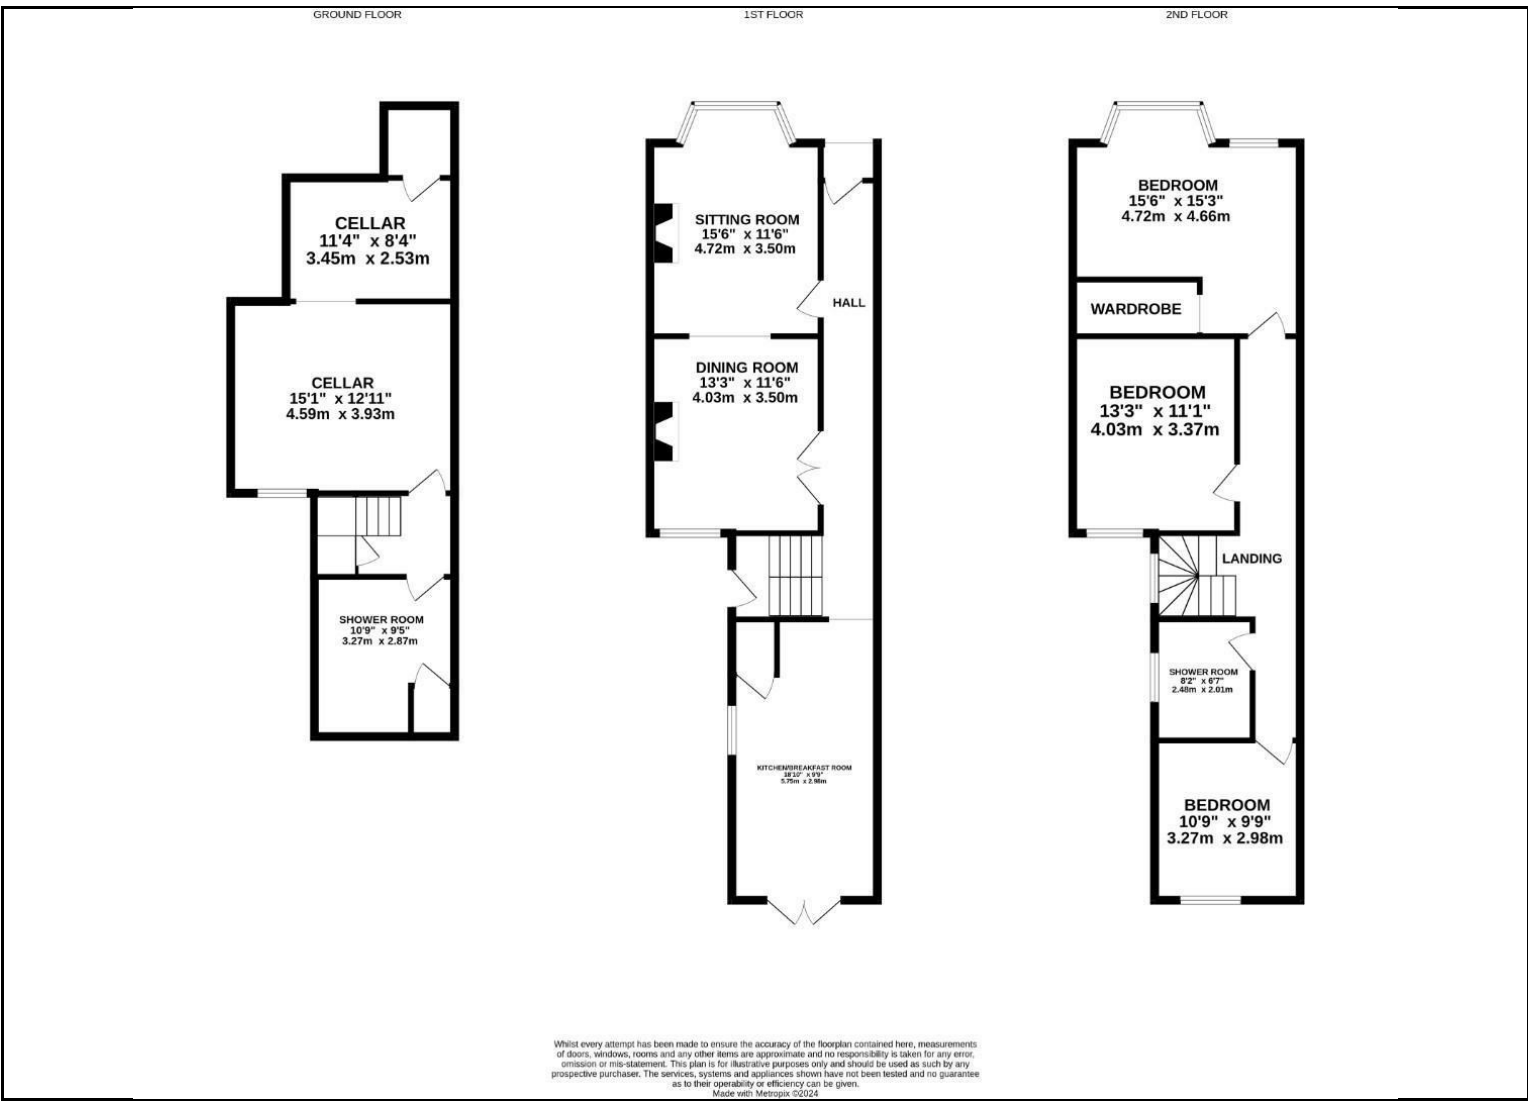 GROUND FLOOR
CELLAR
11'4" x 8'4"
3.45m x 2.53m
CELLAR
15'1" x 12'11"
4.59m x 3.93m
SHOWER ROOM
10'9" x 9'5"
3.27m x 2.87m
1ST FLOOR
SITTING ROOM
15'6" x 11'6"
4.72m x 3.50m
HALL
DINING ROOM
13'3" x 11'6"
4.03m x 3.50m
KITCHEN/BREAKFAST ROOM
18'10" x 9'9"
5.75m x 2.98m
2ND FLOOR
BEDROOM
15'6" x 15'3"
4.72m x 4.66m
WARDROBE
BEDROOM
13'3" x 11'1"
4.03m x 3.37m
LANDING
SHOWER ROOM
8'2" x 6'7"
2.48m x 2.01m
BEDROOM
10'9" x 9'9"
3.27m x 2.98m
Whilst every attempt has been made to ensure the accuracy of the floorplan contained here, measurements
of doors, windows, rooms and any other items are approximate and no responsibility is taken for any error,
omission or mis-statement. This plan is for illustrative purposes only and should be used as such by any
prospective purchaser. The services, systems and appliances shown have not been tested and no guarantee
as to their operability or efficiency can be given.
Made with Metropix ©2024